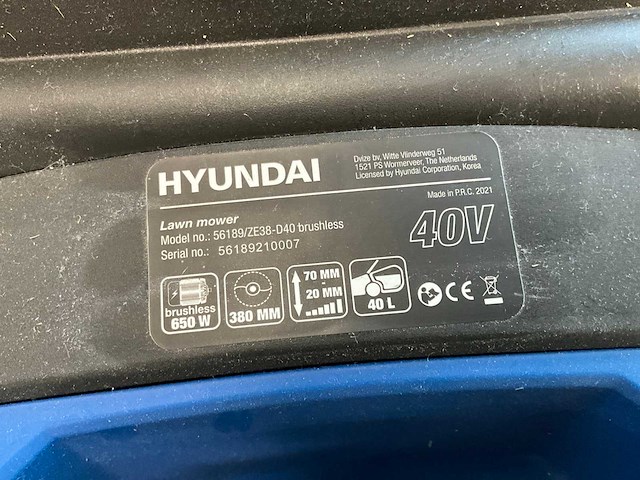 HYUNDAI
Dvize bv, Witte Vlinderweg 51
1521 PS Wormerveer, The Netherlands
Licensed by Hyundai Corporation, Korea
Lawn mower
Model no.: 56189/ZE38-D40 brushless
Serial no.: 56189210007
Made in P.R.C. 2021
40V
brushless
650 W
380 MM
70 MM
-
20 MM
40 L
CE